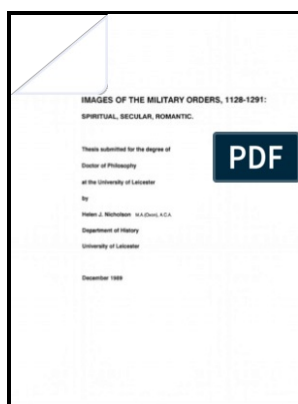 IMAGES OF THE MILITARY ORDERS, 1128-1291:
SPIRITUAL, SECULAR, ROMANTIC.
Thesis submitted for the degree of
Doctor of Philosophy
at the University of Leicester
by
Helen J. Nicholson M.A.(Oxon), A.C.A.
Department of History
University of Leicester
December 1989
PDF